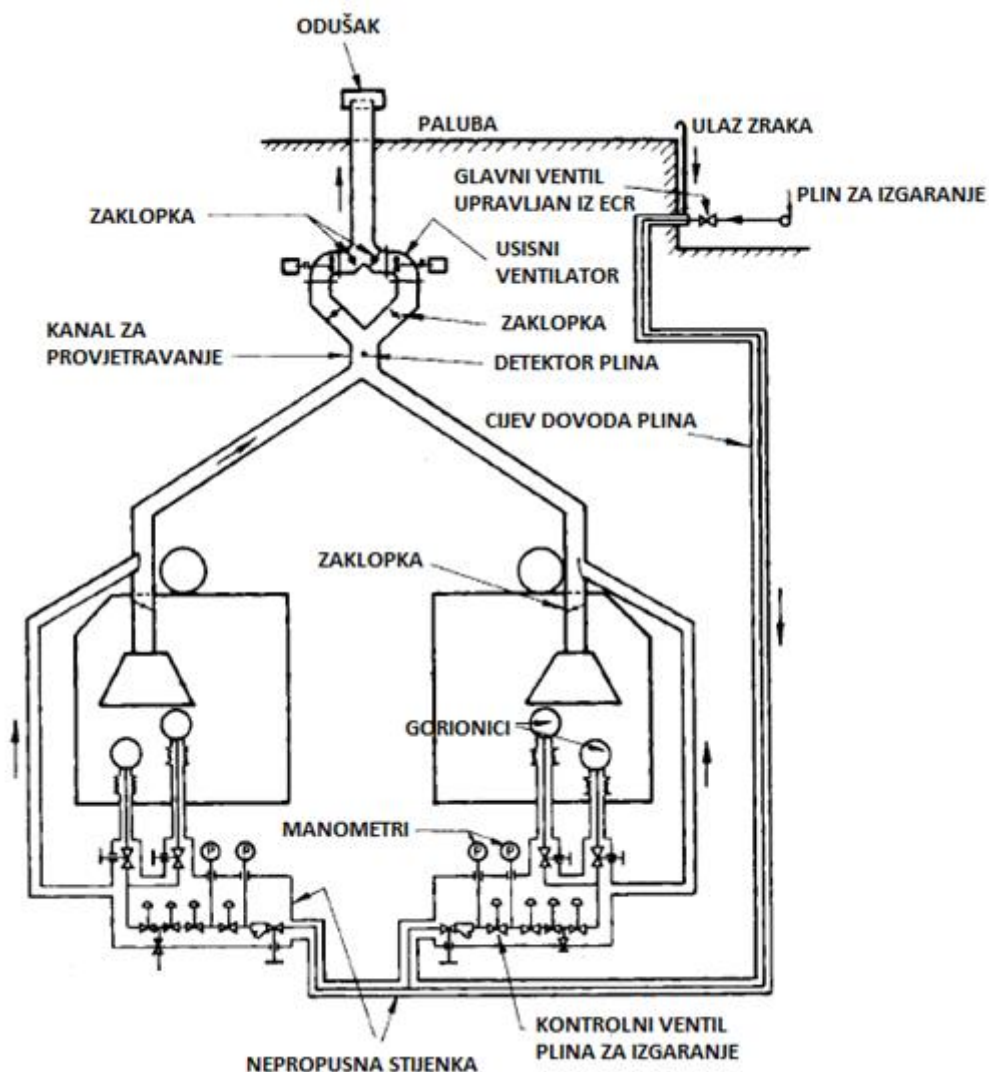 ODUŠAK
PALUBA
ULAZ ZRAKA
GLAVNI VENTIL
UPRAVLJAN IZ ECR
PLIN ZA IZGARANJE
ZAKLOPKA
USISNI
VENTILATOR
KANAL ZA
PROVJETRAVANJE
ZAKLOPKA
DETEKTOR PLINA
CIJEV DOVODA PLINA
ZAKLOPKA
GORIONICI
MANOMETRI
P
P
P
P
KONTROLNI VENTIL
PLINA ZA IZGARANJE
NEPROPUSNA STIJENKA